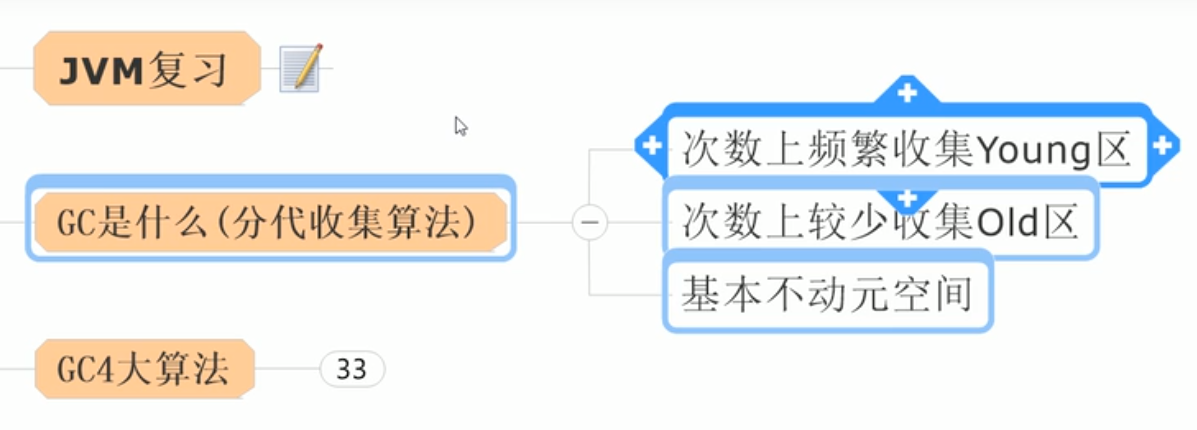 JVM复习
GC是什么(分代收集算法)
次数上频繁收集Young区
次数上较少收集Old区
基本不动元空间
GC4大算法
33